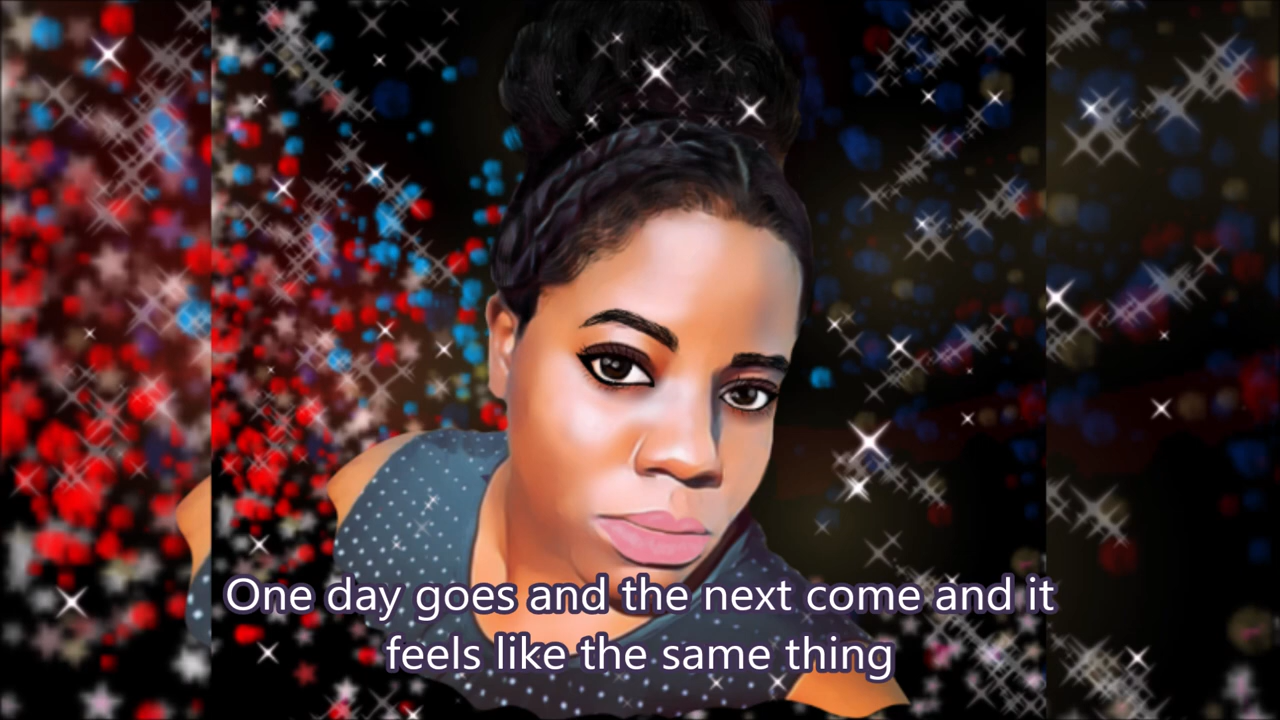 One day goes and the next come and it
feels like the same thing